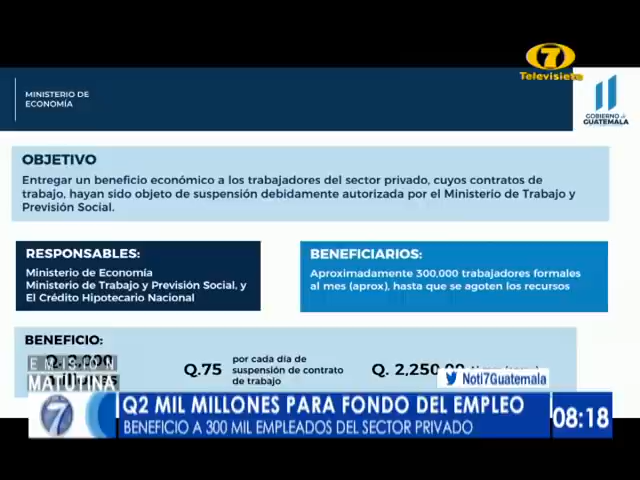 7
Televisiete
MINISTERIO DE
ECONOMÍA
GOBIERNO de
GUATEMALA
OBJETIVO
Entregar un beneficio económico a los trabajadores del sector privado, cuyos contratos de
trabajo, hayan sido objeto de suspensión debidamente autorizada por el Ministerio de Trabajo y
Previsión Social.
RESPONSABLES:
Ministerio de Economía
Ministerio de Trabajo y Previsión Social, y
El Crédito Hipotecario Nacional
BENEFICIARIOS:
Aproximadamente 300,000 trabajadores formales
al mes (aprox), hasta que se agoten los recursos
BENEFICIO:
Q.75
por cada día de
suspensión de contrato
de trabajo
Q. 2,250.00
EMISIÓN
MATUTINA
Noti7Guatemala
7
Q2 MIL MILLONES PARA FONDO DEL EMPLEO
BENEFICIO A 300 MIL EMPLEADOS DEL SECTOR PRIVADO
08:18